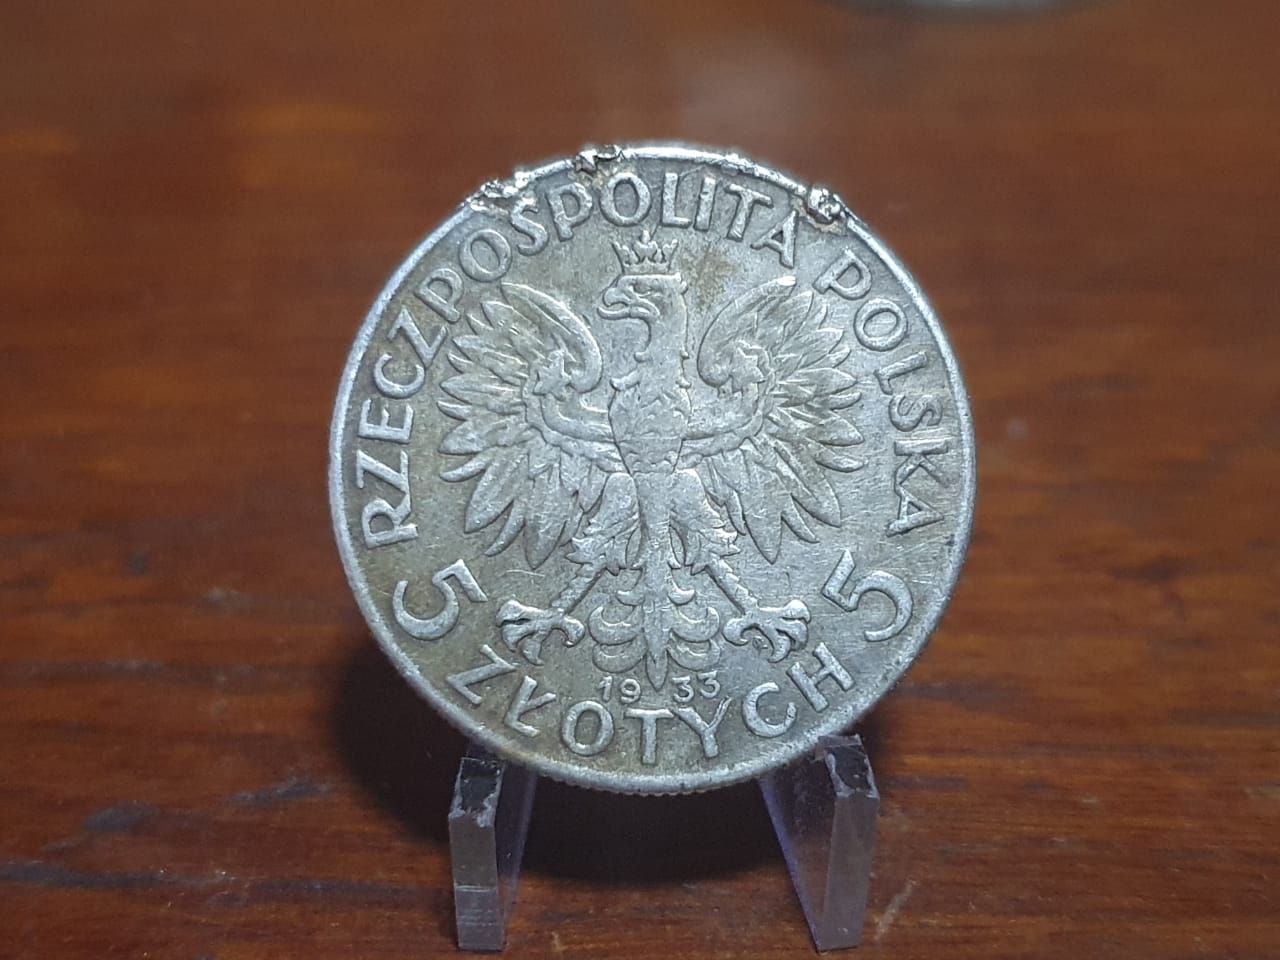 RZECZPOSPOLITA POLSKA
5 ZŁOTYCH 5
1933